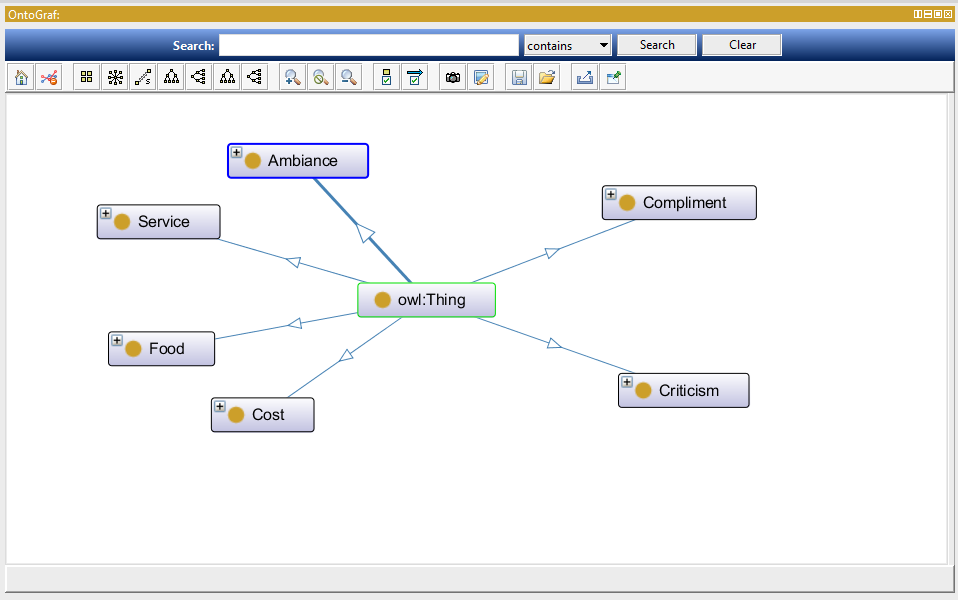 OntoGraf:
Search: contains Search Clear
Ambiance
Compliment
Service
owl:Thing
Food
Criticism
Cost